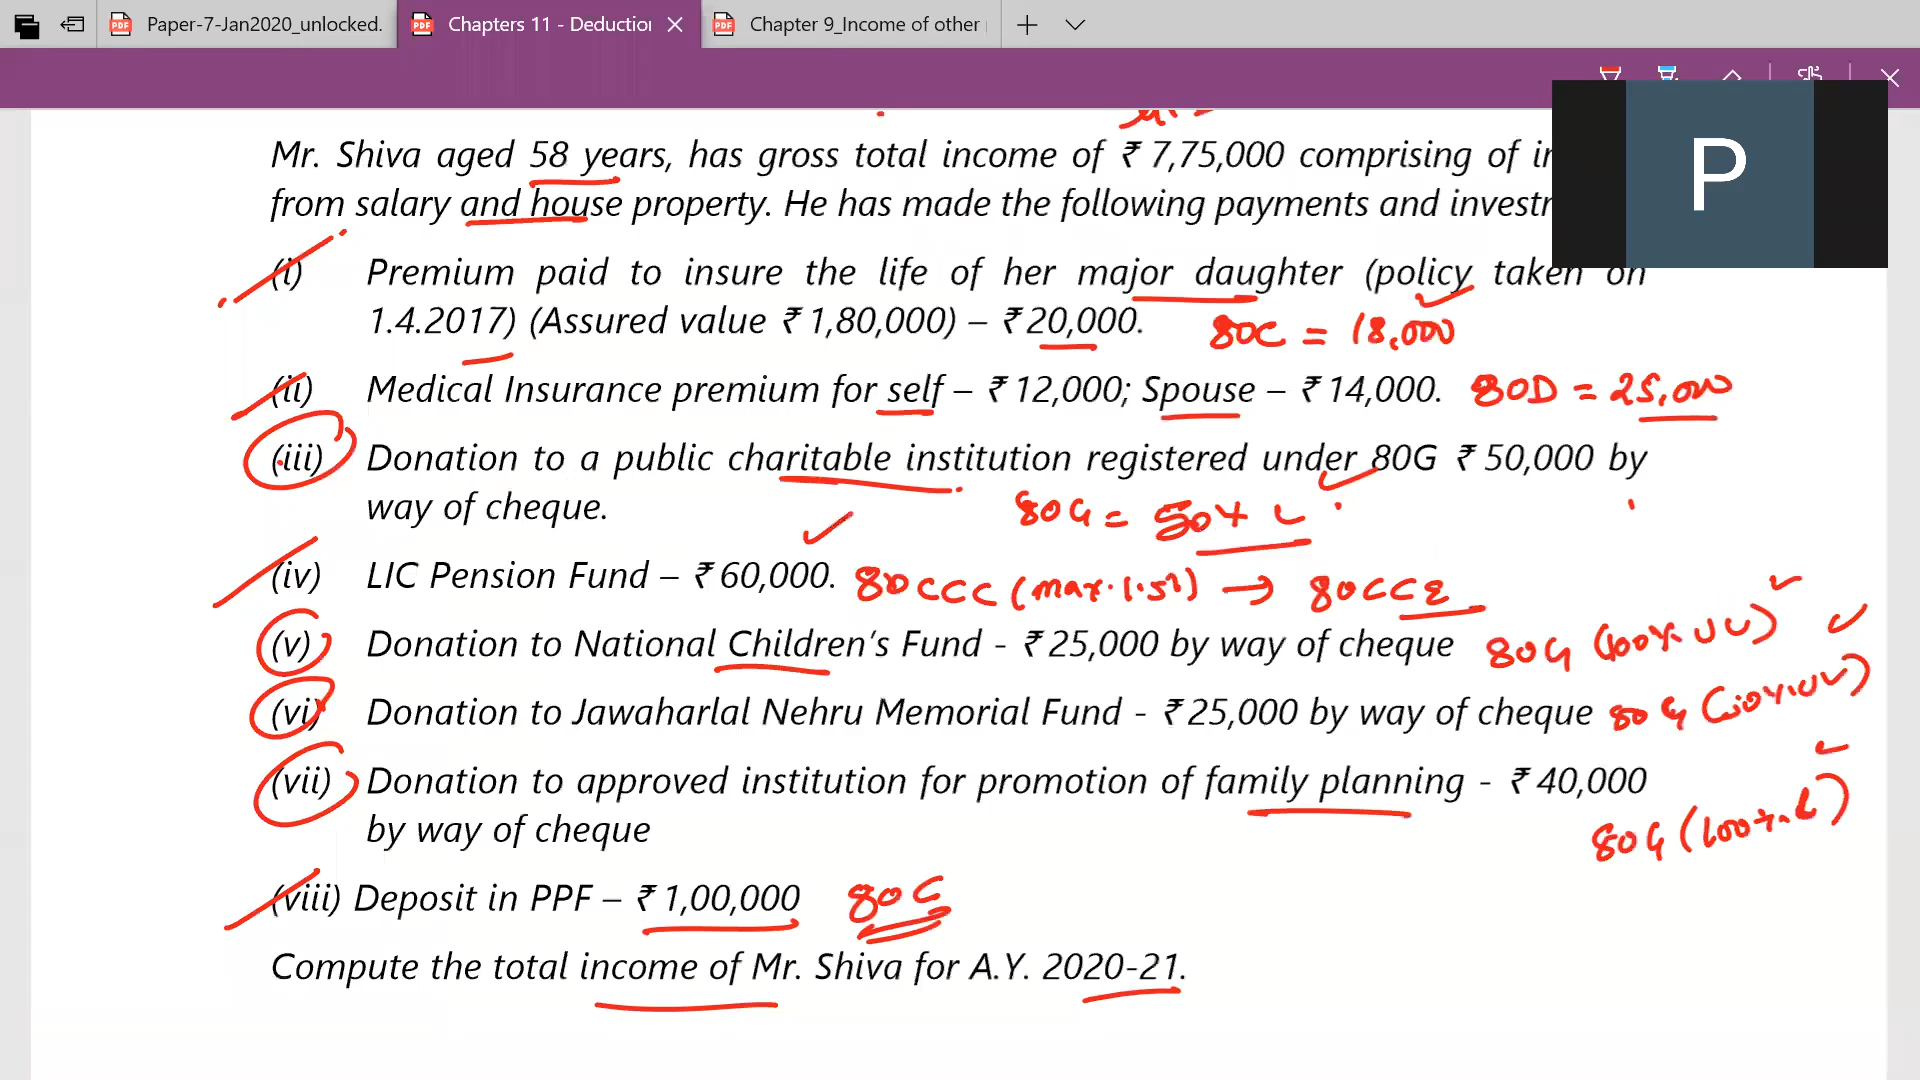 Paper-7-Jan2020_unlocked.
Chapters 11 - Deduction
Chapter 9_Income of other
P
Mr. Shiva aged 58 years, has gross total income of ₹ 7,75,000 comprising of
from salary and house property. He has made the following payments and
(i) Premium paid to insure the life of her major daughter (policy taken on
1.4.2017) (Assured value ₹ 1,80,000) – ₹ 20,000. 80C = 18,000
(ii) Medical Insurance premium for self – ₹ 12,000; Spouse – ₹ 14,000. 80D = 25,000
(iii) Donation to a public charitable institution registered under 80G ₹ 50,000 by
way of cheque. 80G = 50% L
(iv) LIC Pension Fund – ₹ 60,000. 80CCC (max. 1.5l) → 80CCE
(v) Donation to National Children's Fund - ₹ 25,000 by way of cheque 80G (100% UL)
(vi) Donation to Jawaharlal Nehru Memorial Fund - ₹ 25,000 by way of cheque 80G (50% UL)
(vii) Donation to approved institution for promotion of family planning - ₹ 40,000
by way of cheque 80G (100% L)
(viii) Deposit in PPF – ₹ 1,00,000 80C
Compute the total income of Mr. Shiva for A.Y. 2020-21.